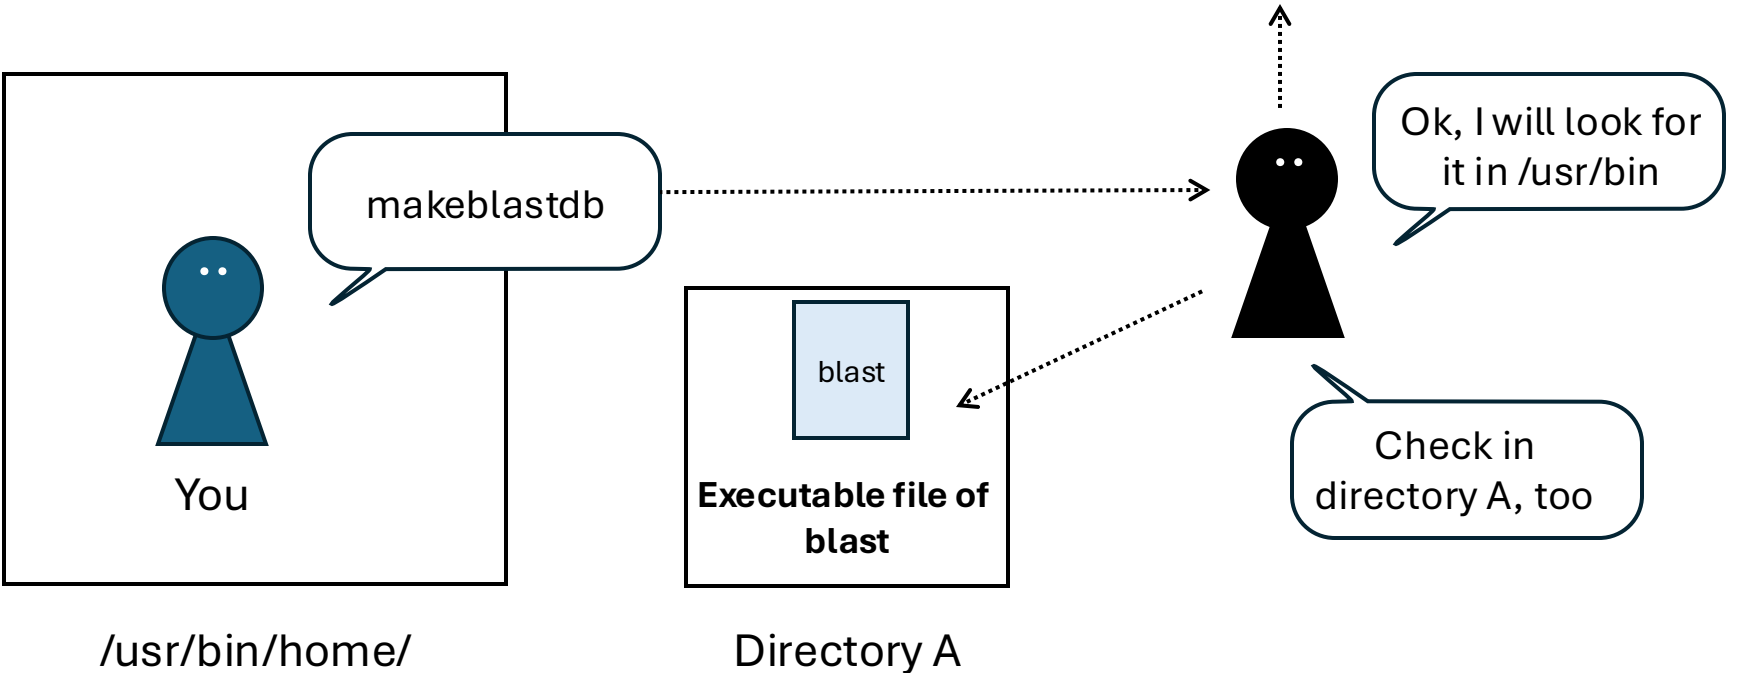 Ok, I will look for
it in /usr/bin
makeblastdb
blast
Executable file of
blast
Check in
directory A, too
You
/usr/bin/home/
Directory A